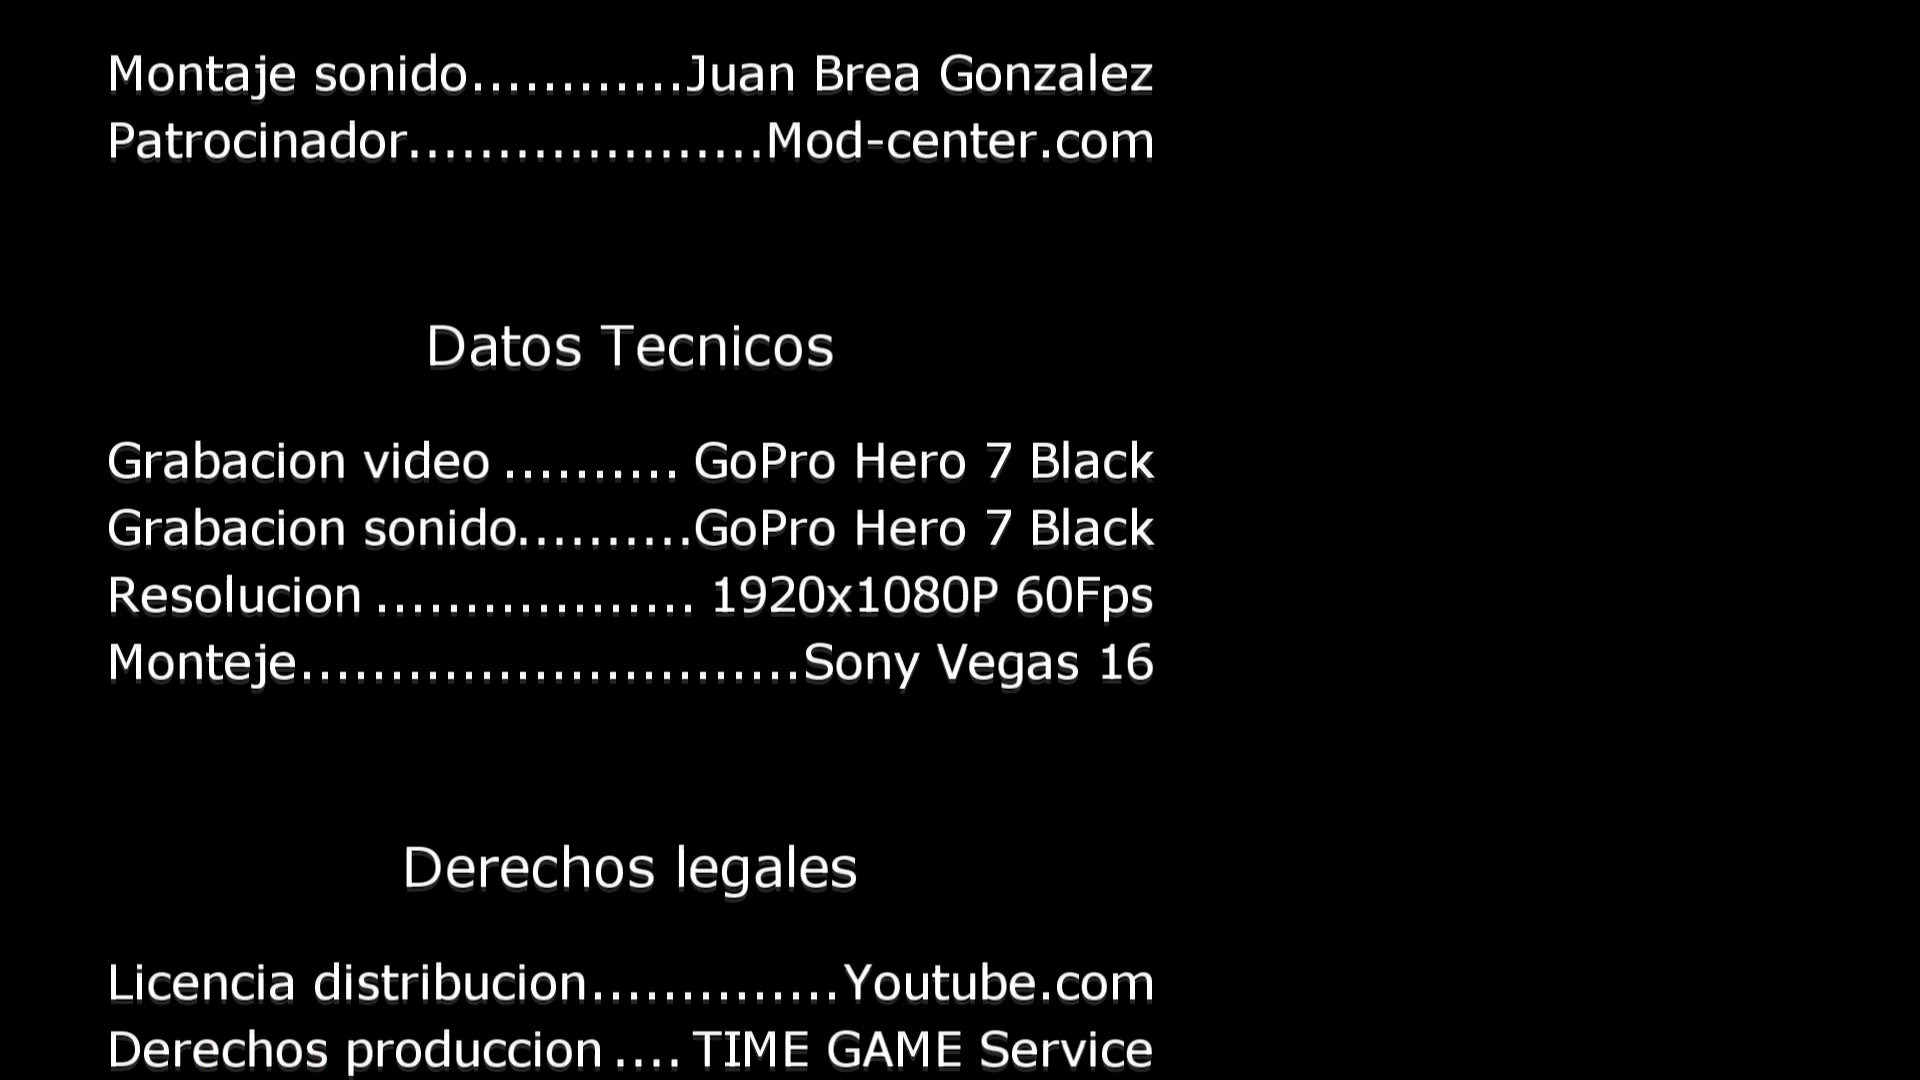 Montaje sonido............Juan Brea Gonzalez
Patrocinador....................Mod-center.com
Datos Tecnicos
Grabacion video .......... GoPro Hero 7 Black
Grabacion sonido..........GoPro Hero 7 Black
Resolucion .................. 1920x1080P 60Fps
Monteje............................Sony Vegas 16
Derechos legales
Licencia distribucion..............Youtube.com
Derechos produccion .... TIME GAME Service